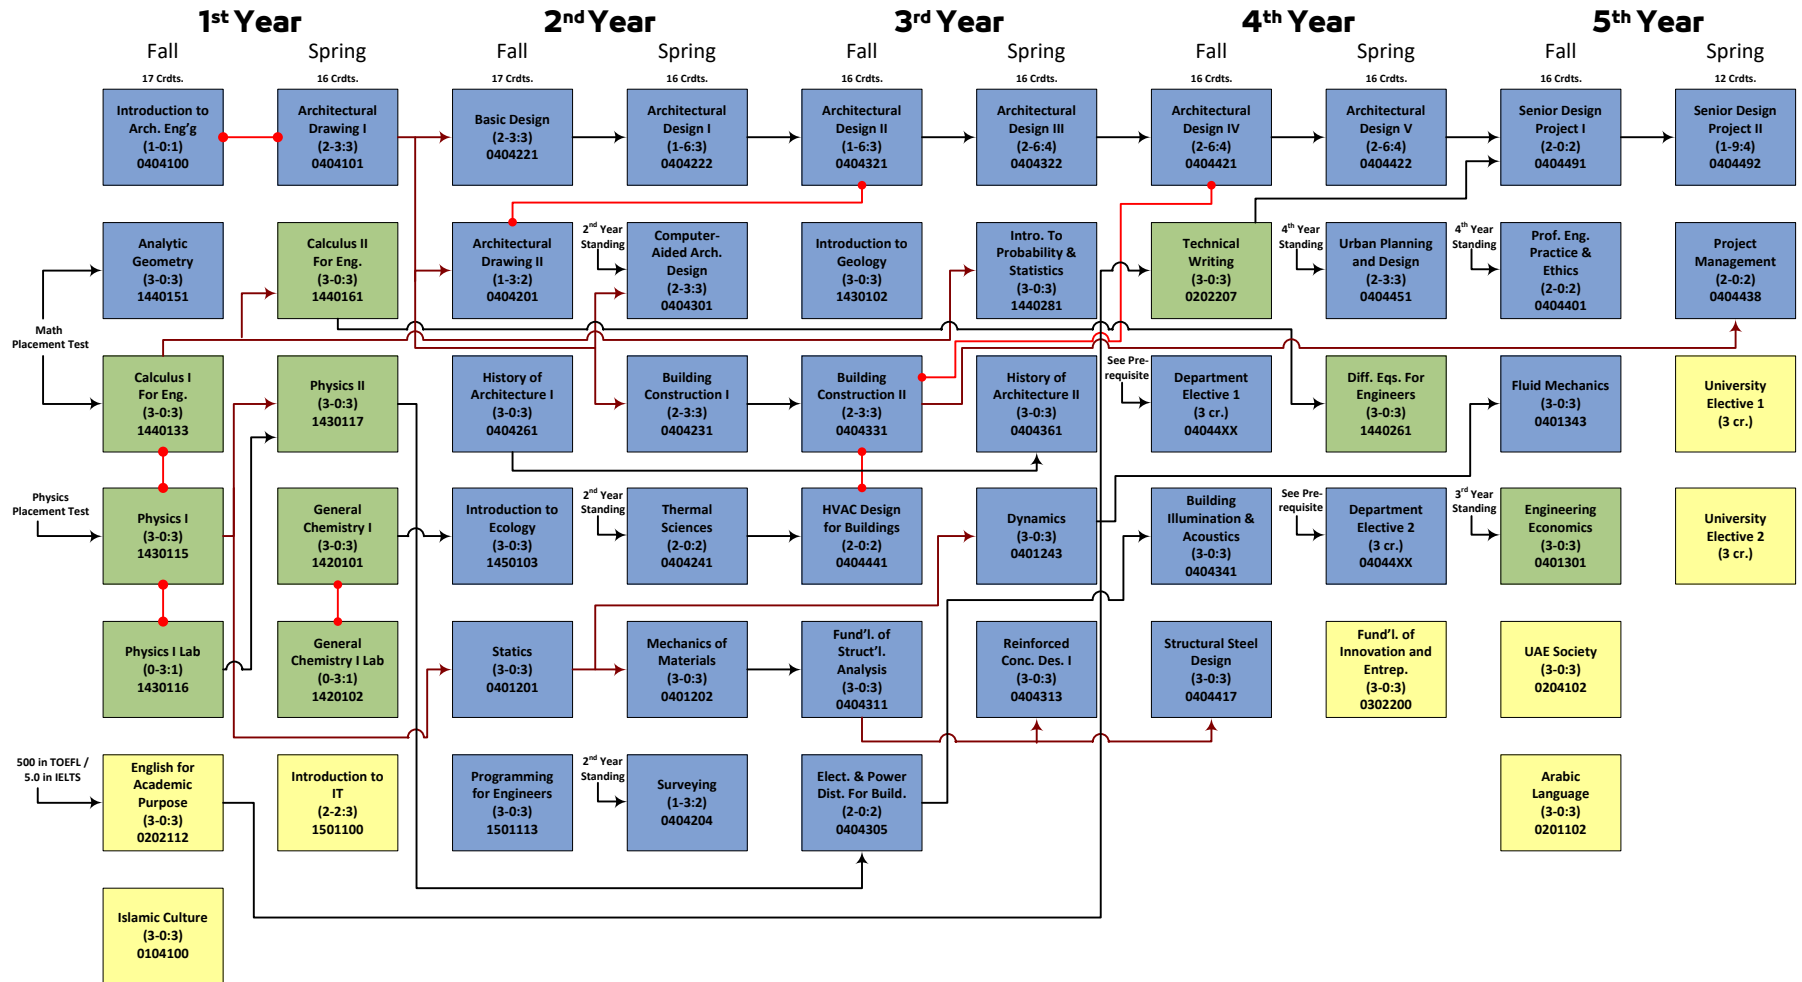 1st Year
2nd Year
3rd Year
4th Year
5th Year
Fall
Spring
Fall
Spring
Fall
Spring
Fall
Spring
Fall
Spring
17 Crdts.
16 Crdts.
17 Crdts.
16 Crdts.
16 Crdts.
16 Crdts.
16 Crdts.
16 Crdts.
16 Crdts.
12 Crdts.
Introduction to
Arch. Eng'g
(1-0:1)
0404100
Architectural
Drawing I
(2-3:3)
0404101
Basic Design
(2-3:3)
0404221
Architectural
Design I
(1-6:3)
0404222
Architectural
Design II
(1-6:3)
0404321
Architectural
Design III
(2-6:4)
0404322
Architectural
Design IV
(2-6:4)
0404421
Architectural
Design V
(2-6:4)
0404422
Senior Design
Project I
(2-0:2)
0404491
Senior Design
Project II
(1-9:4)
0404492
Math
Placement Test
Analytic
Geometry
(3-0:3)
1440151
Calculus II
For Eng.
(3-0:3)
1440161
Architectural
Drawing II
(1-3:2)
0404201
2nd Year
Standing
Computer-
Aided Arch.
Design
(2-3:3)
0404301
Introduction to
Geology
(3-0:3)
1430102
Intro. To
Probability &
Statistics
(3-0:3)
1440281
Technical
Writing
(3-0:3)
0202207
4th Year
Standing
Urban Planning
and Design
(2-3:3)
0404451
4th Year
Standing
Prof. Eng.
Practice &
Ethics
(2-0:2)
0404401
Project
Management
(2-0:2)
0404438
Calculus I
For Eng.
(3-0:3)
1440133
Physics II
(3-0:3)
1430117
History of
Architecture I
(3-0:3)
0404261
Building
Construction I
(2-3:3)
0404231
Building
Construction II
(2-3:3)
0404331
History of
Architecture II
(3-0:3)
0404361
See Pre-
requisite
Department
Elective 1
(3 cr.)
04044XX
Diff. Eqs. For
Engineers
(3-0:3)
1440261
Fluid Mechanics
(3-0:3)
0401343
University
Elective 1
(3 cr.)
Physics
Placement Test
Physics I
(3-0:3)
1430115
General
Chemistry I
(3-0:3)
1420101
Introduction to
Ecology
(3-0:3)
1450103
2nd Year
Standing
Thermal
Sciences
(2-0:2)
0404241
HVAC Design
for Buildings
(2-0:2)
0404441
Dynamics
(3-0:3)
0401243
Building
Illumination &
Acoustics
(3-0:3)
0404341
See Pre-
requisite
Department
Elective 2
(3 cr.)
04044XX
3rd Year
Standing
Engineering
Economics
(3-0:3)
0401301
University
Elective 2
(3 cr.)
Physics I Lab
(0-3:1)
1430116
General
Chemistry I Lab
(0-3:1)
1420102
Statics
(3-0:3)
0401201
Mechanics of
Materials
(3-0:3)
0401202
Fund'l. of
Struct'l.
Analysis
(3-0:3)
0404311
Reinforced
Conc. Des. I
(3-0:3)
0404313
Structural Steel
Design
(3-0:3)
0404417
Fund'l. of
Innovation and
Entrep.
(3-0:3)
0302200
UAE Society
(3-0:3)
0204102
500 in TOEFL /
5.0 in IELTS
English for
Academic
Purpose
(3-0:3)
0202112
Introduction to
IT
(2-2:3)
1501100
Programming
for Engineers
(3-0:3)
1501113
2nd Year
Standing
Surveying
(1-3:2)
0404204
Elect. & Power
Dist. For Build.
(2-0:2)
0404305
Arabic
Language
(3-0:3)
0201102
Islamic Culture
(3-0:3)
0104100